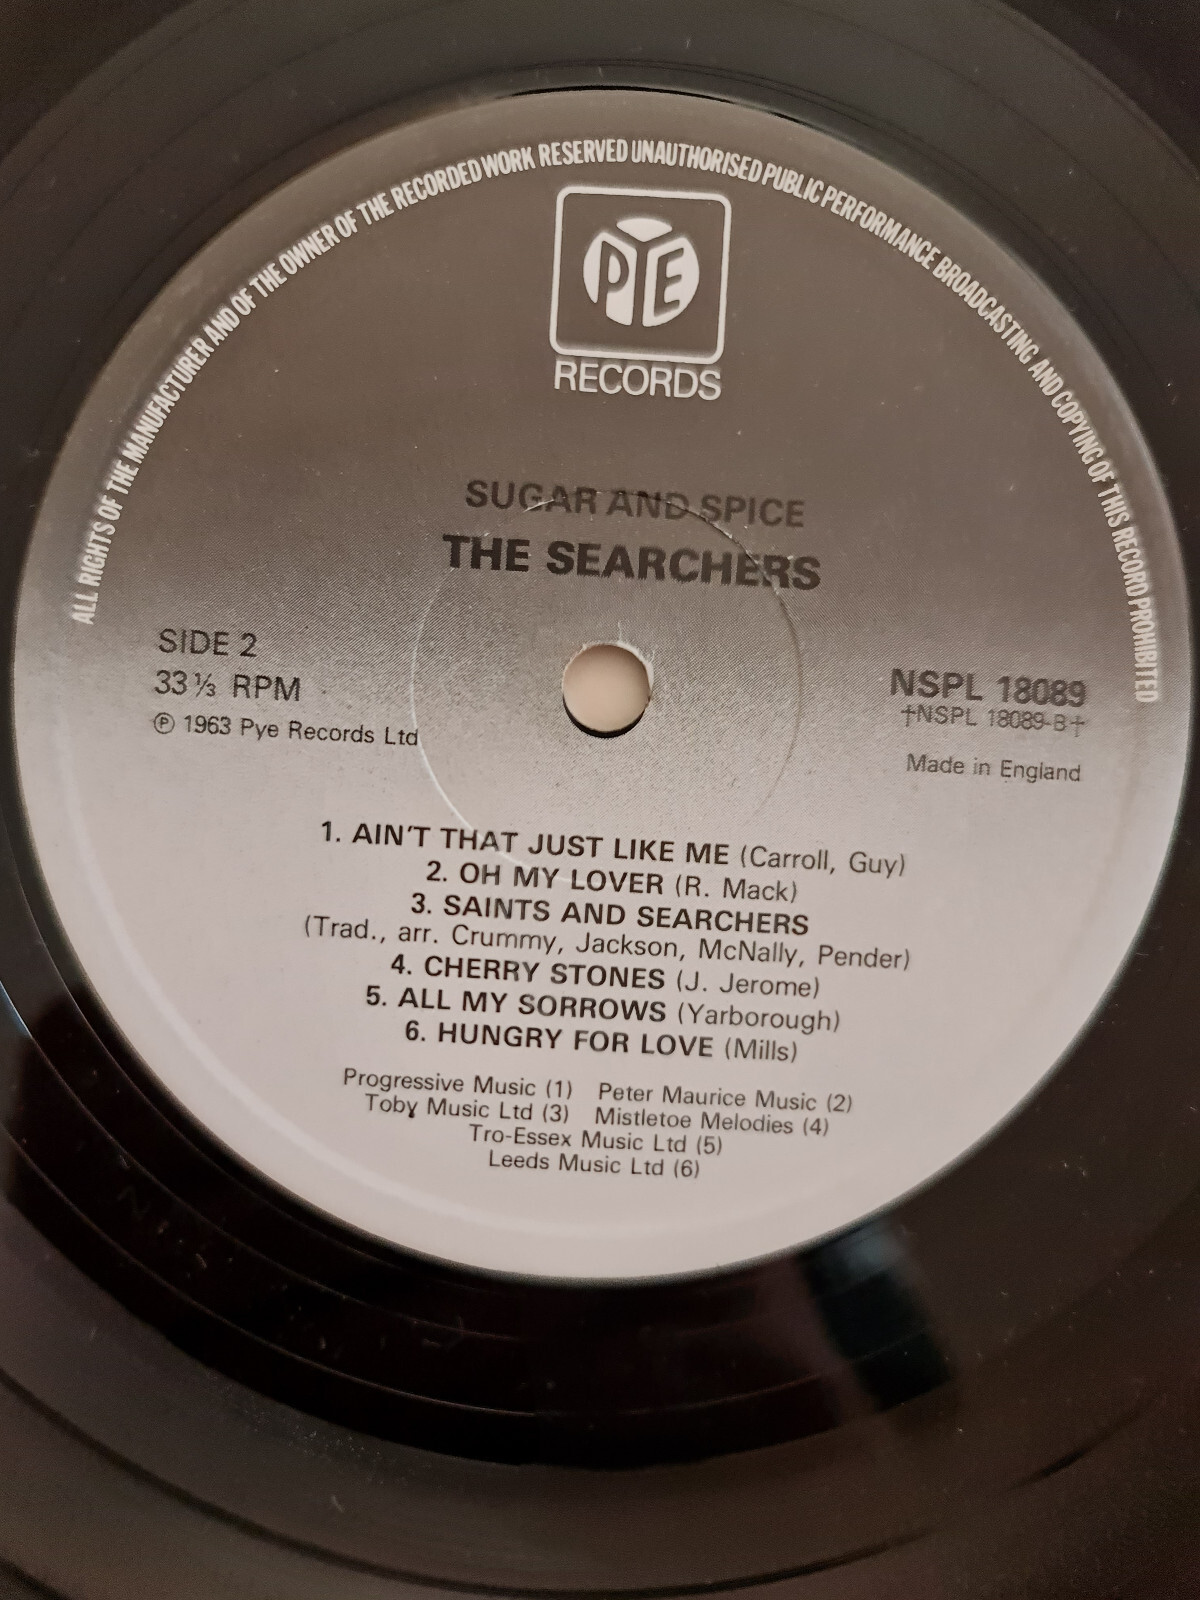 ALL RIGHTS OF THE MANUFACTURER AND OF THE OWNER OF THE RECORDED WORK RESERVED UNAUTHORISED PUBLIC PERFORMANCE BROADCASTING AND COPYING OF THIS RECORD PROHIBITED
PYE
RECORDS
SUGAR AND SPICE
THE SEARCHERS
SIDE 2
33⅓ RPM
℗ 1963 Pye Records Ltd
NSPL 18089
†NSPL 18089-B†
Made in England
1. AIN'T THAT JUST LIKE ME (Carroll, Guy)
2. OH MY LOVER (R. Mack)
3. SAINTS AND SEARCHERS
(Trad., arr. Crummy, Jackson, McNally, Pender)
4. CHERRY STONES (J. Jerome)
5. ALL MY SORROWS (Yarborough)
6. HUNGRY FOR LOVE (Mills)
Progressive Music (1) Peter Maurice Music (2)
Toby Music Ltd (3) Mistletoe Melodies (4)
Tro-Essex Music Ltd (5)
Leeds Music Ltd (6)